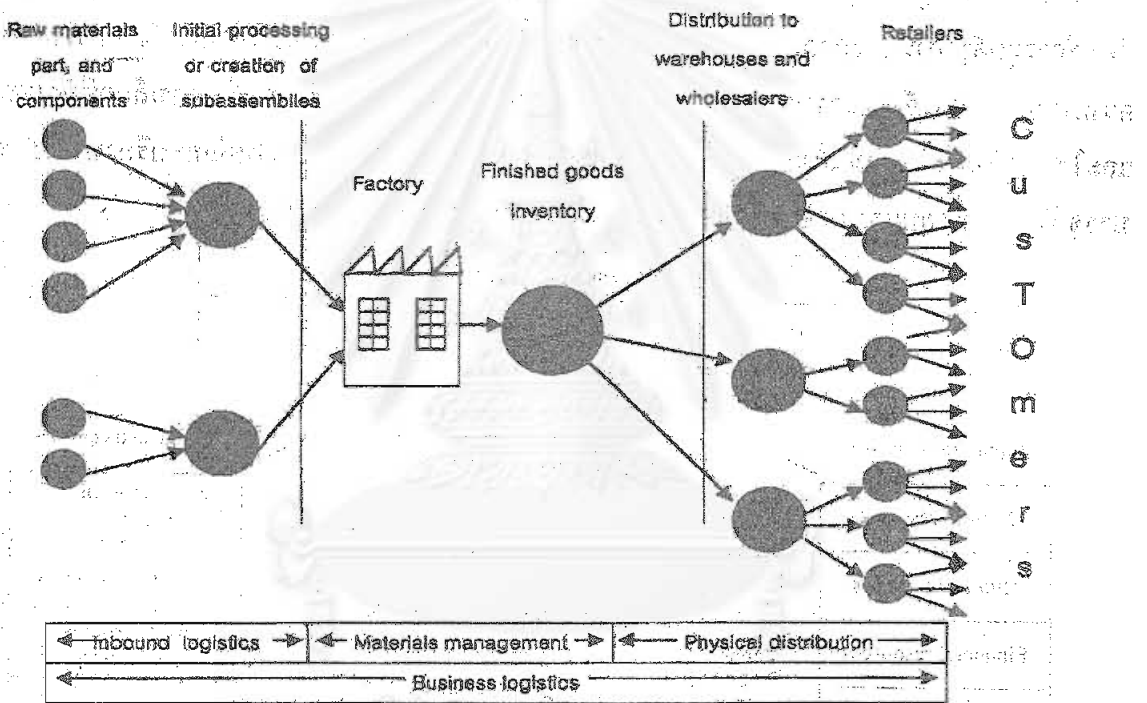 Raw materials
part, and
components
Initial processing
or creation of
subassemblies
Factory
Finished goods
inventory
Distribution to
warehouses and
wholesalers
Retailers
C
u
s
T
O
m
e
r
s
Inbound logistics
Materials management
Physical distribution
Business logistics